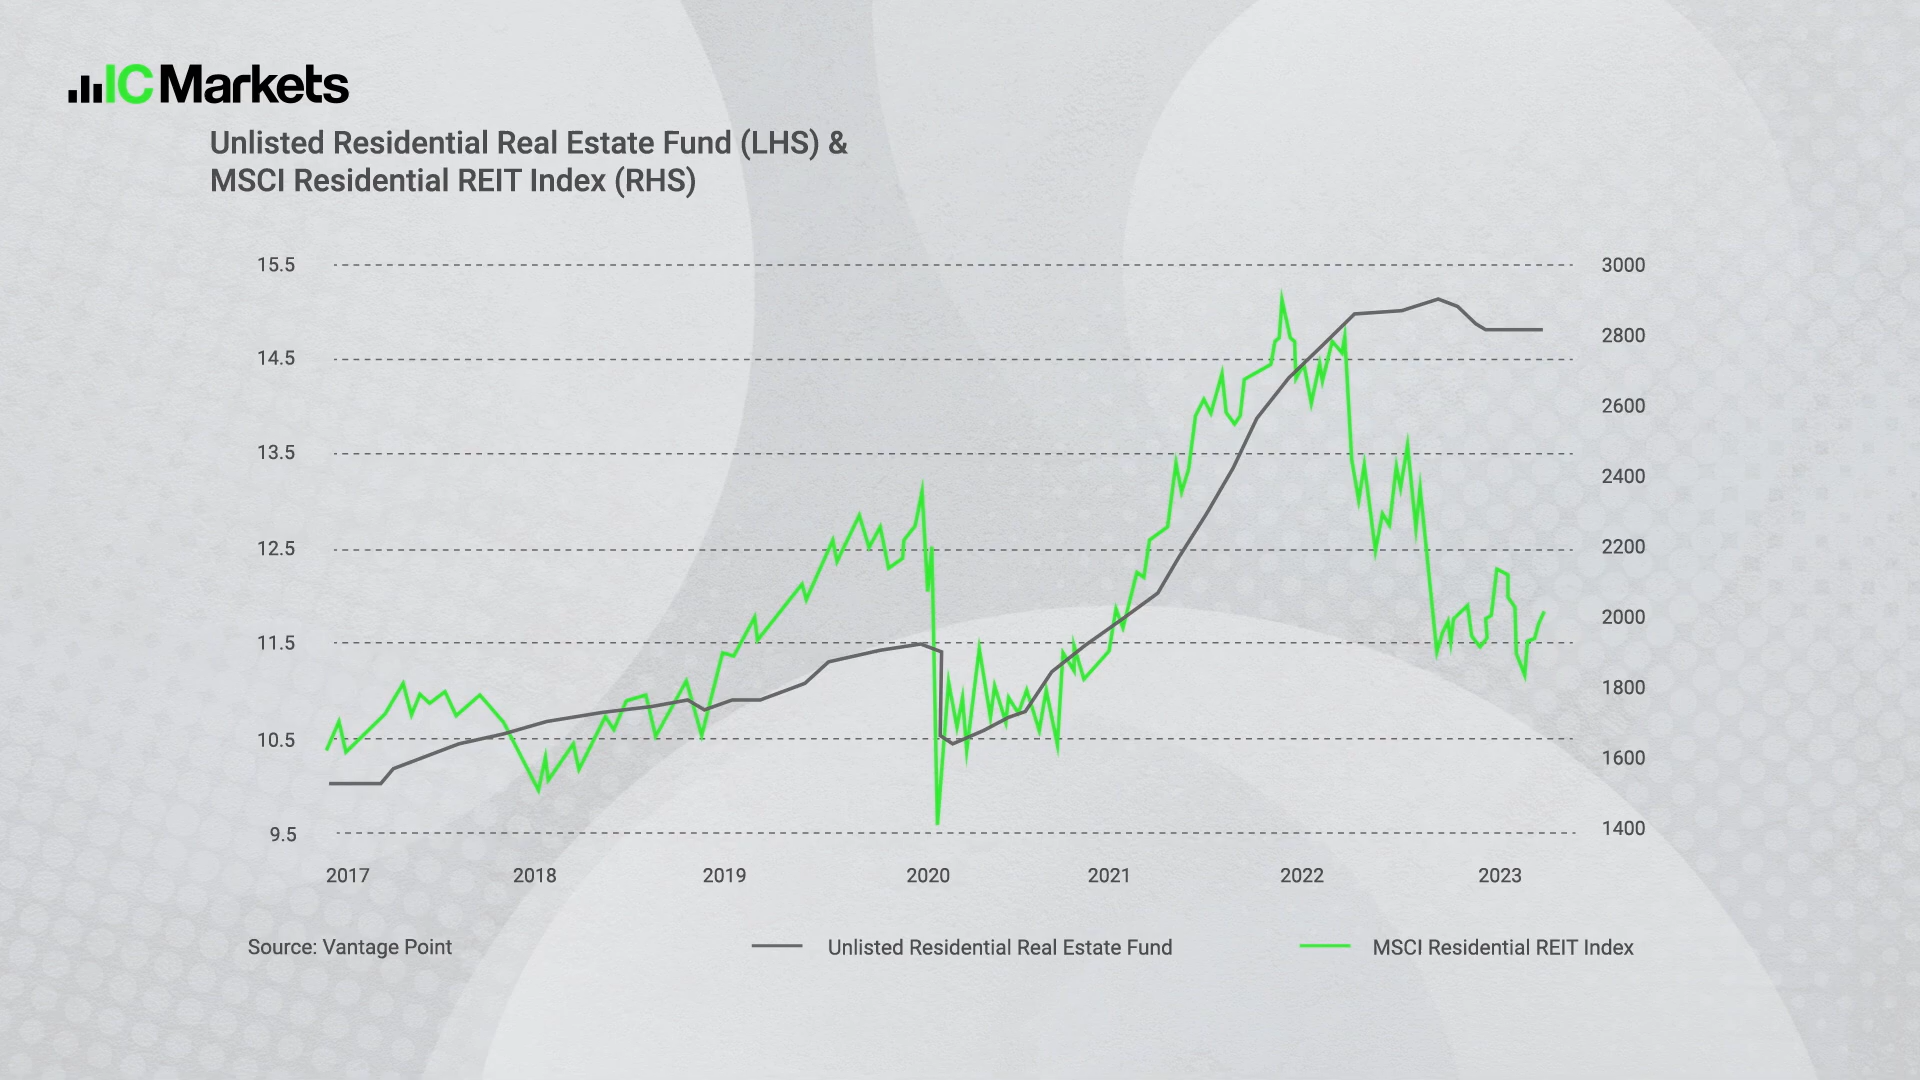 IC Markets
Unlisted Residential Real Estate Fund (LHS) &
MSCI Residential REIT Index (RHS)
15.5
14.5
13.5
12.5
11.5
10.5
9.5
3000
2800
2600
2400
2200
2000
1800
1600
1400
2017 2018 2019 2020 2021 2022 2023
Source: Vantage Point
Unlisted Residential Real Estate Fund
MSCI Residential REIT Index